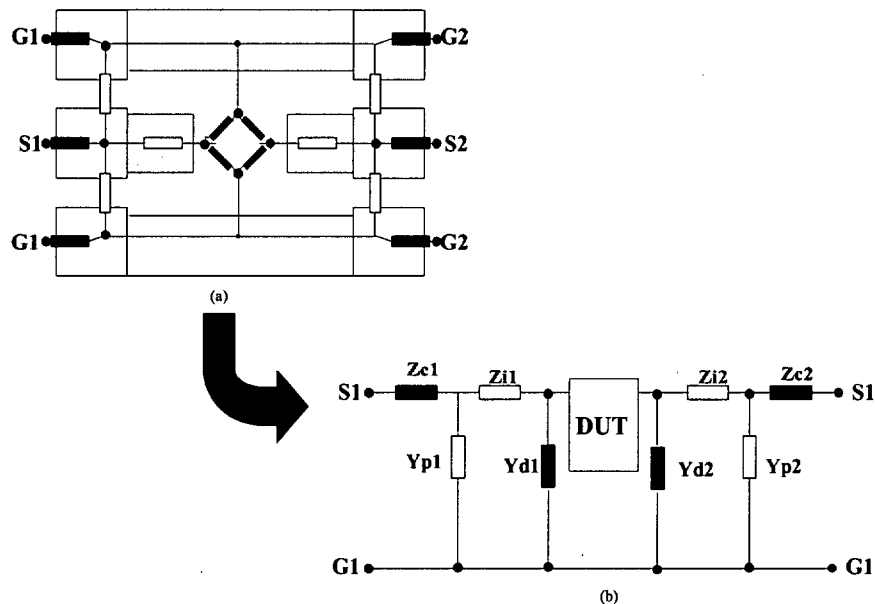 G1 G2
S1 S2
G1 G2
(a)
Zc1 Zi1 Zi2 Zc2
S1 DUT S1
Yp1 Yd1 Yd2 Yp2
G1 G1
(b)